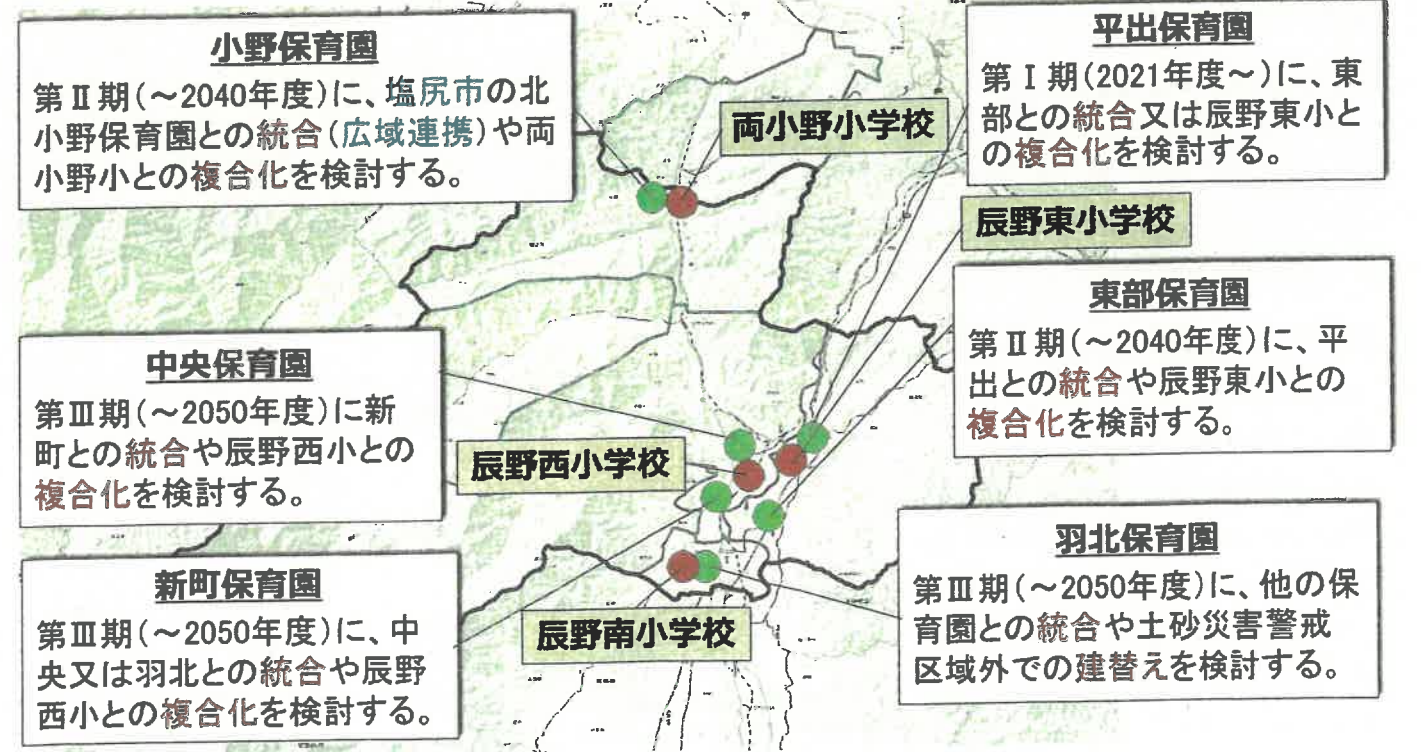 小野保育園
第Ⅱ期(～2040年度)に、塩尻市の北
小野保育園との統合(広域連携)や両
小野小との複合化を検討する。
両小野小学校
平出保育園
第Ⅰ期(2021年度～)に、東
部との統合又は辰野東小と
の複合化を検討する。
辰野東小学校
東部保育園
第Ⅱ期(～2040年度)に、平
出との統合や辰野東小との
複合化を検討する。
中央保育園
第Ⅲ期(～2050年度)に新
町との統合や辰野西小との
複合化を検討する。
辰野西小学校
新町保育園
第Ⅲ期(～2050年度)に、中
央又は羽北との統合や辰野
西小との複合化を検討する。
辰野南小学校
羽北保育園
第Ⅲ期(～2050年度)に、他の保
育園との統合や土砂災害警戒
区域外での建替えを検討する。